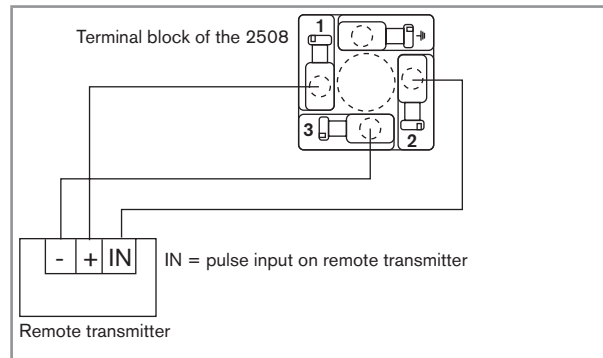 Terminal block of the 2508
1
3
2
- + IN
IN = pulse input on remote transmitter
Remote transmitter